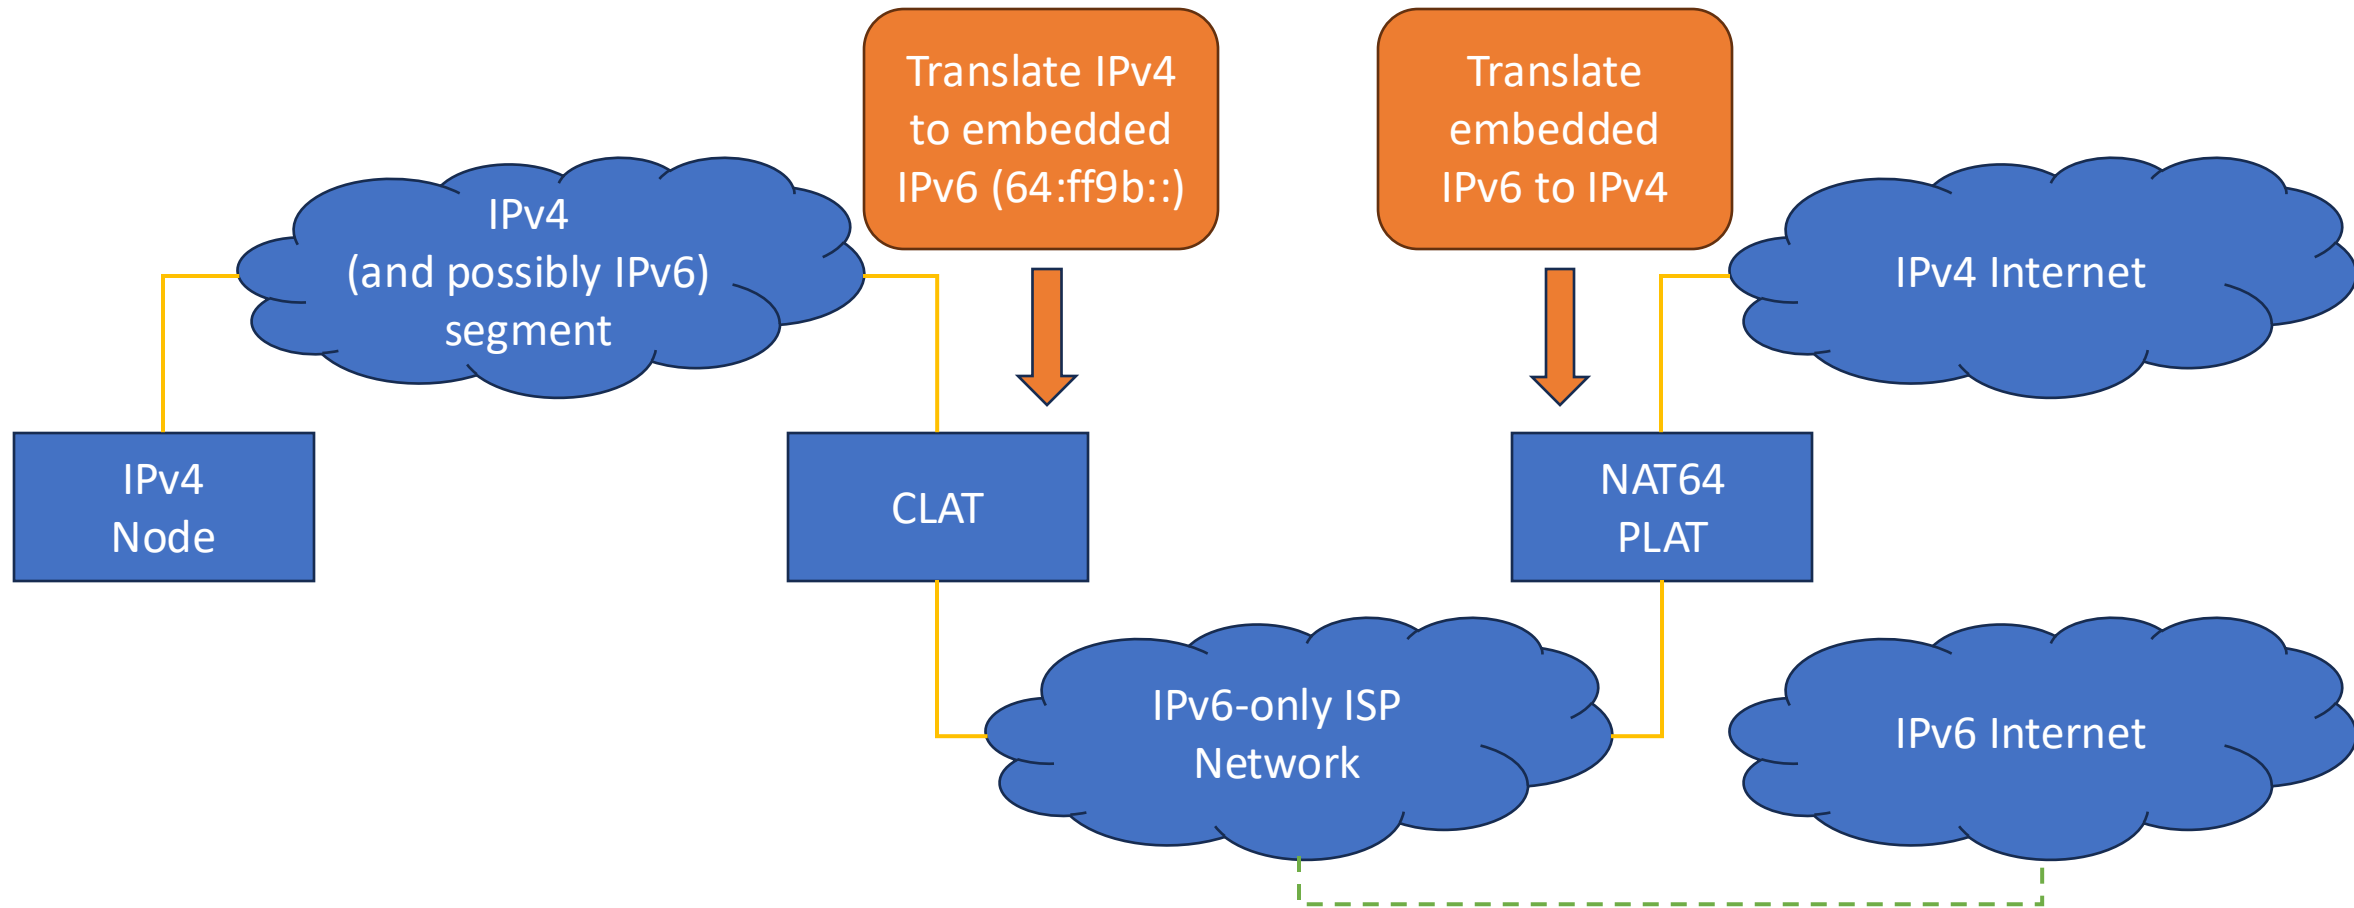 Translate IPv4
to embedded
IPv6 (64:ff9b::)
Translate
embedded
IPv6 to IPv4
IPv4
(and possibly IPv6)
segment
IPv4 Internet
IPv4
Node
CLAT
NAT64
PLAT
IPv6-only ISP
Network
IPv6 Internet